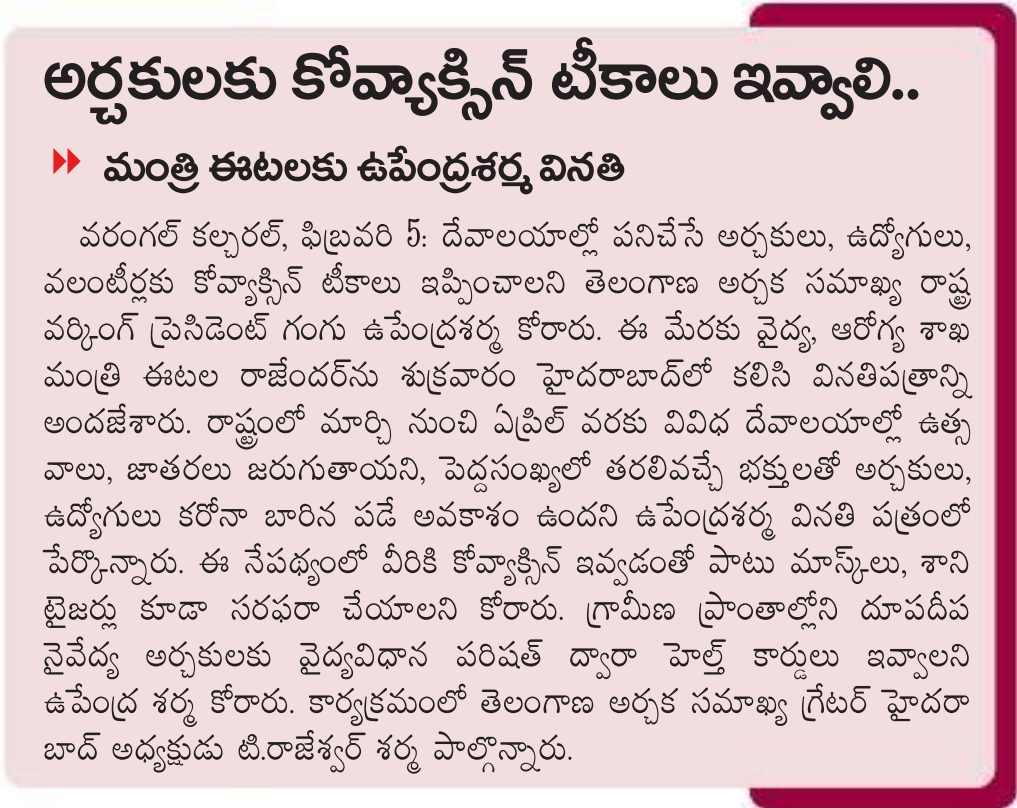 అర్చకులకు కోవ్యాక్సిన్ టీకాలు ఇవ్వాలి..
మంత్రి ఈటలకు ఉపేంద్రశర్మ వినతి
వరంగల్ కల్చరల్, ఫిబ్రవరి 5: దేవాలయాల్లో పనిచేసే అర్చకులు, ఉద్యోగులు,
వలంటీర్లకు కోవ్యాక్సిన్ టీకాలు ఇప్పించాలని తెలంగాణ అర్చక సమాఖ్య రాష్ట్ర
వర్కింగ్ ప్రెసిడెంట్ గంగు ఉపేంద్రశర్మ కోరారు. ఈ మేరకు వైద్య, ఆరోగ్య శాఖ
మంత్రి ఈటల రాజేందర్‌ను శుక్రవారం హైదరాబాద్‌లో కలిసి వినతిపత్రాన్ని
అందజేశారు. రాష్ట్రంలో మార్చి నుంచి ఏప్రిల్ వరకు వివిధ దేవాలయాల్లో ఉత్స
వాలు, జాతరలు జరుగుతాయని, పెద్దసంఖ్యలో తరలివచ్చే భక్తులతో అర్చకులు,
ఉద్యోగులు కరోనా బారిన పడే అవకాశం ఉందని ఉపేంద్రశర్మ వినతి పత్రంలో
పేర్కొన్నారు. ఈ నేపథ్యంలో వీరికి కోవ్యాక్సిన్ ఇవ్వడంతో పాటు మాస్క్‌లు, శాని
టైజర్లు కూడా సరఫరా చేయాలని కోరారు. గ్రామీణ ప్రాంతాల్లోని దూపదీప
నైవేద్య అర్చకులకు వైద్యవిధాన పరిషత్ ద్వారా హెల్త్ కార్డులు ఇవ్వాలని
ఉపేంద్ర శర్మ కోరారు. కార్యక్రమంలో తెలంగాణ అర్చక సమాఖ్య గ్రేటర్ హైదరా
బాద్ అధ్యక్షుడు టి.రాజేశ్వర్ శర్మ పాల్గొన్నారు.